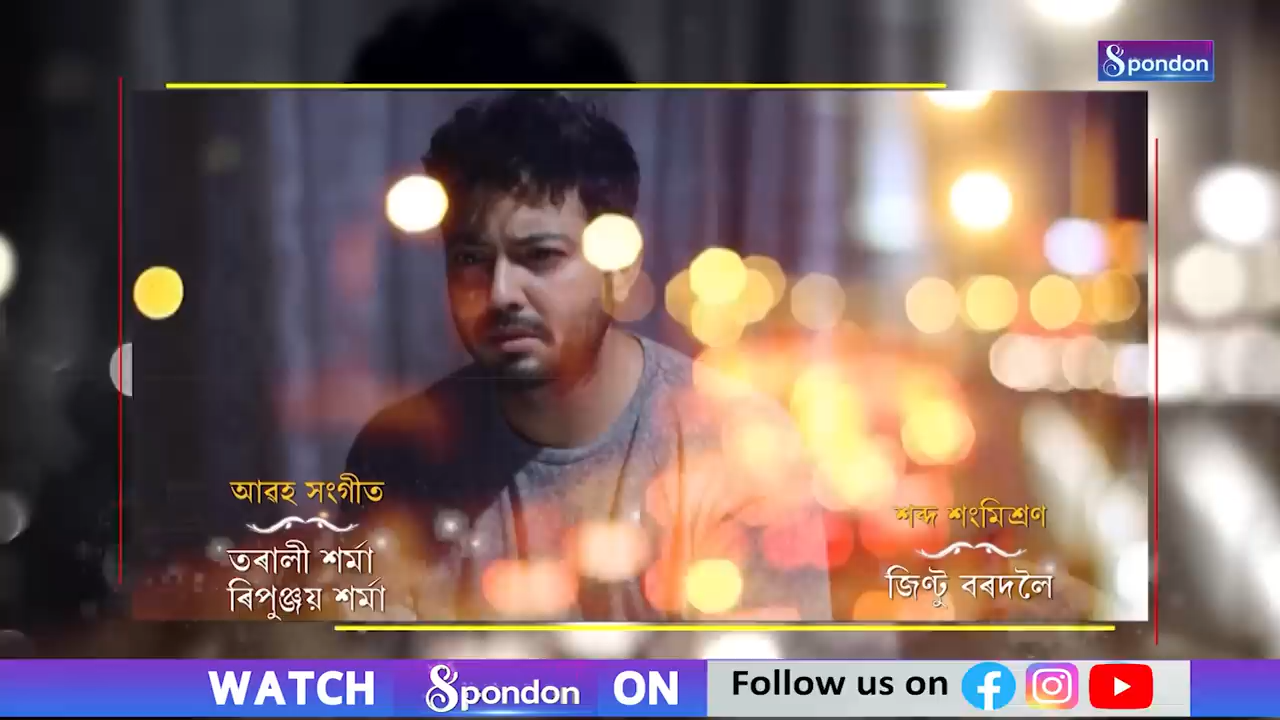 Spondon
আৱহ সংগীত
তৰালী শৰ্মা
ৰিপুঞ্জয় শৰ্মা
শব্দ শংমিশ্ৰণ
জিণ্টু বৰদলৈ
WATCH Spondon ON
Follow us on